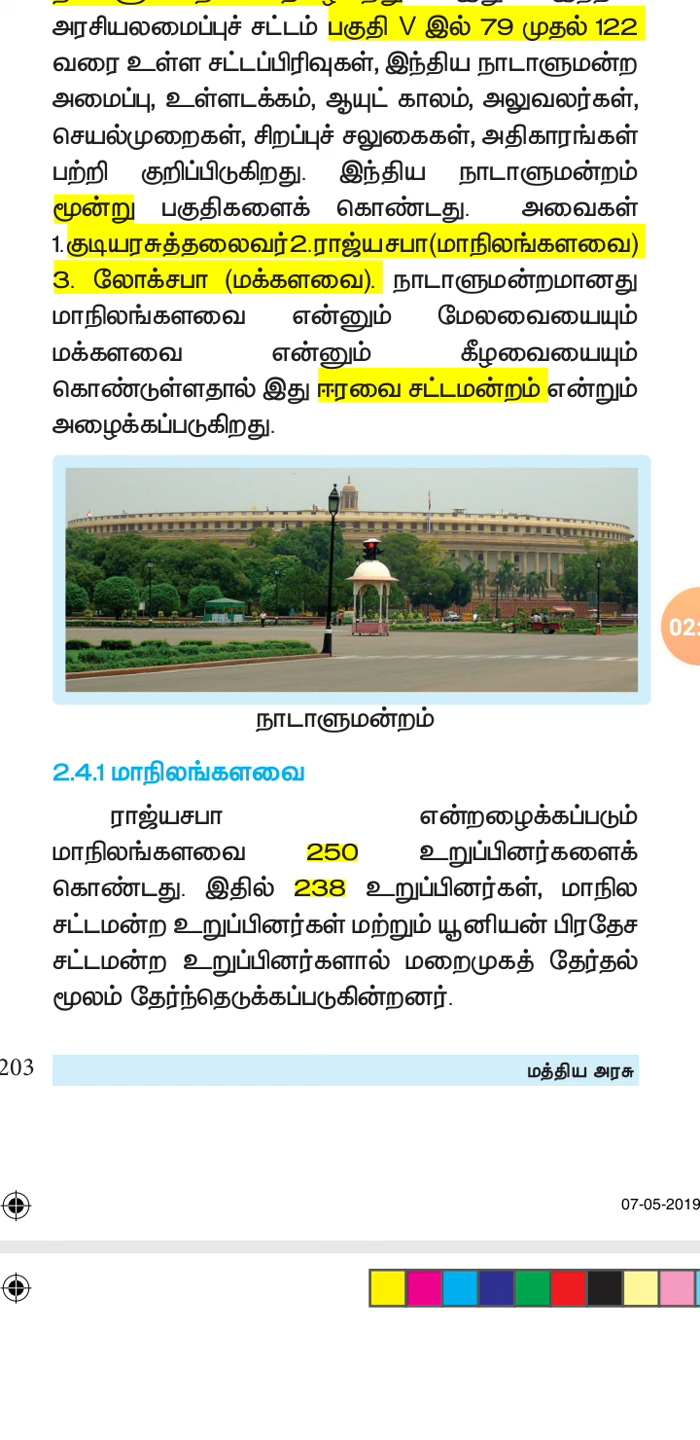 அரசியலமைப்புச் சட்டம் பகுதி V இல் 79 முதல் 122
வரை உள்ள சட்டப்பிரிவுகள், இந்திய நாடாளுமன்ற
அமைப்பு, உள்ளடக்கம், ஆயுட் காலம், அலுவலர்கள்,
செயல்முறைகள், சிறப்புச் சலுகைகள், அதிகாரங்கள்
பற்றி குறிப்பிடுகிறது. இந்திய நாடாளுமன்றம்
மூன்று பகுதிகளைக் கொண்டது. அவைகள்
1.குடியரசுத்தலைவர் 2.ராஜ்யசபா(மாநிலங்களவை)
3. லோக்சபா (மக்களவை). நாடாளுமன்றமானது
மாநிலங்களவை என்னும் மேலவையையும்
மக்களவை என்னும் கீழவையையும்
கொண்டுள்ளதால் இது ஈரவை சட்டமன்றம் என்றும்
அழைக்கப்படுகிறது.
02:
நாடாளுமன்றம்
2.4.1 மாநிலங்களவை
ராஜ்யசபா என்றழைக்கப்படும்
மாநிலங்களவை 250 உறுப்பினர்களைக்
கொண்டது. இதில் 238 உறுப்பினர்கள், மாநில
சட்டமன்ற உறுப்பினர்கள் மற்றும் யூனியன் பிரதேச
சட்டமன்ற உறுப்பினர்களால் மறைமுகத் தேர்தல்
மூலம் தேர்ந்தெடுக்கப்படுகின்றனர்.
203 மத்திய அரசு
07-05-2019